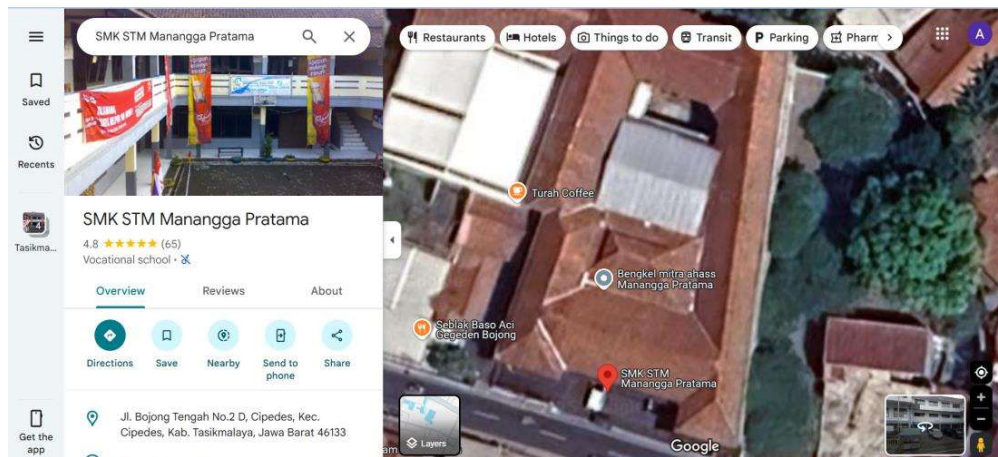 SMK STM Manangga Pratama
Restaurants
Hotels
Things to do
Transit
P Parking
Pharm
A
Saved
Recents
4
Tasikma...
SMK STM Manangga Pratama
4.8 (65)
Vocational school ·
Overview
Reviews
About
Directions
Save
Nearby
Send to
phone
Share
Jl. Bojong Tengah No.2 D, Cipedes, Kec.
Cipedes, Kab. Tasikmalaya, Jawa Barat 46133
Get the
app
Turah Coffee
Bengkel mitra ahass
Manangga Pratama
Seblak Baso Aci
Gegeden Bojong
SMK STM
Manangga Pratama
Layers
am
Google